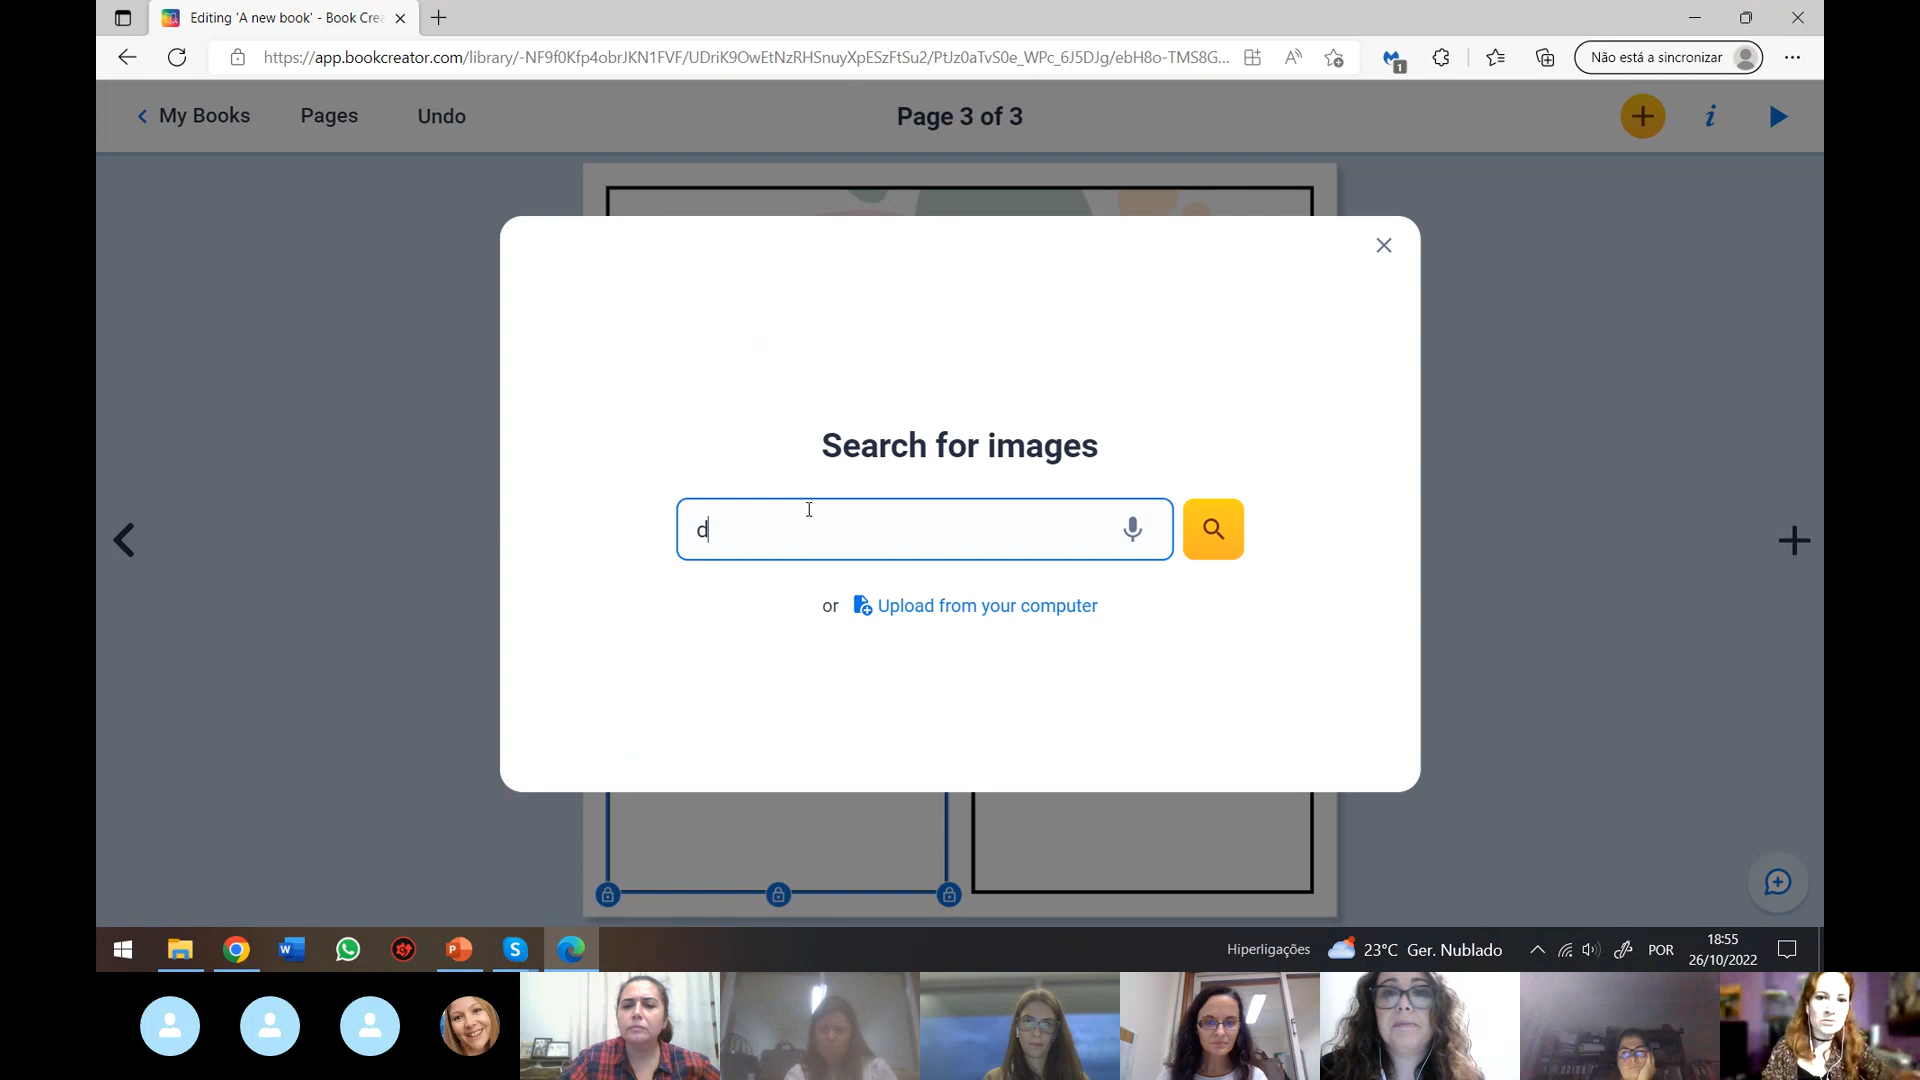 Editing 'A new book' - Book Crea
https://app.bookcreator.com/library/-NF9f0Kfp4obrJKN1FVF/UDriK9OwEtNzRHSnuyXpESzFtSu2/PtJz0aTvS0e_WPc_6J5DJg/ebH8o-TMS8G...
1
Não está a sincronizar
My Books
Pages
Undo
Page 3 of 3
Search for images
d
or Upload from your computer
Hiperligações
23°C Ger. Nublado
POR
18:55
26/10/2022